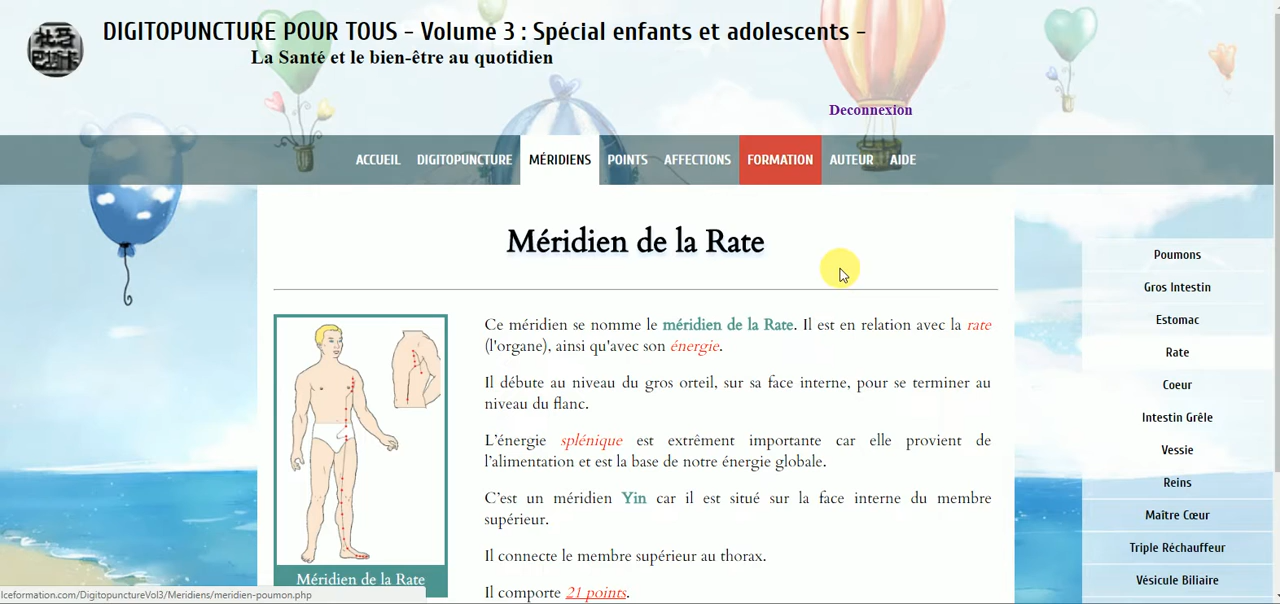 DIGITOPUNCTURE POUR TOUS - Volume 3 : Spécial enfants et adolescents -
La Santé et le bien-être au quotidien
Deconnexion
ACCUEIL DIGITOPUNCTURE MÉRIDIENS POINTS AFFECTIONS FORMATION AUTEUR AIDE
Méridien de la Rate
Ce méridien se nomme le méridien de la Rate. Il est en relation avec la rate
(l'organe), ainsi qu'avec son énergie.
Il débute au niveau du gros orteil, sur sa face interne, pour se terminer au
niveau du flanc.
L'énergie splénique est extrêment importante car elle provient de
l'alimentation et est la base de notre énergie globale.
C'est un méridien Yin car il est situé sur la face interne du membre
supérieur.
Il connecte le membre supérieur au thorax.
Il comporte 21 points.
Méridien de la Rate
Poumons
Gros Intestin
Estomac
Rate
Coeur
Intestin Grêle
Vessie
Reins
Maître Cœur
Triple Réchauffeur
Vésicule Biliaire
lceformation.com/DigitopunctureVol3/Meridiens/meridien-poumon.php